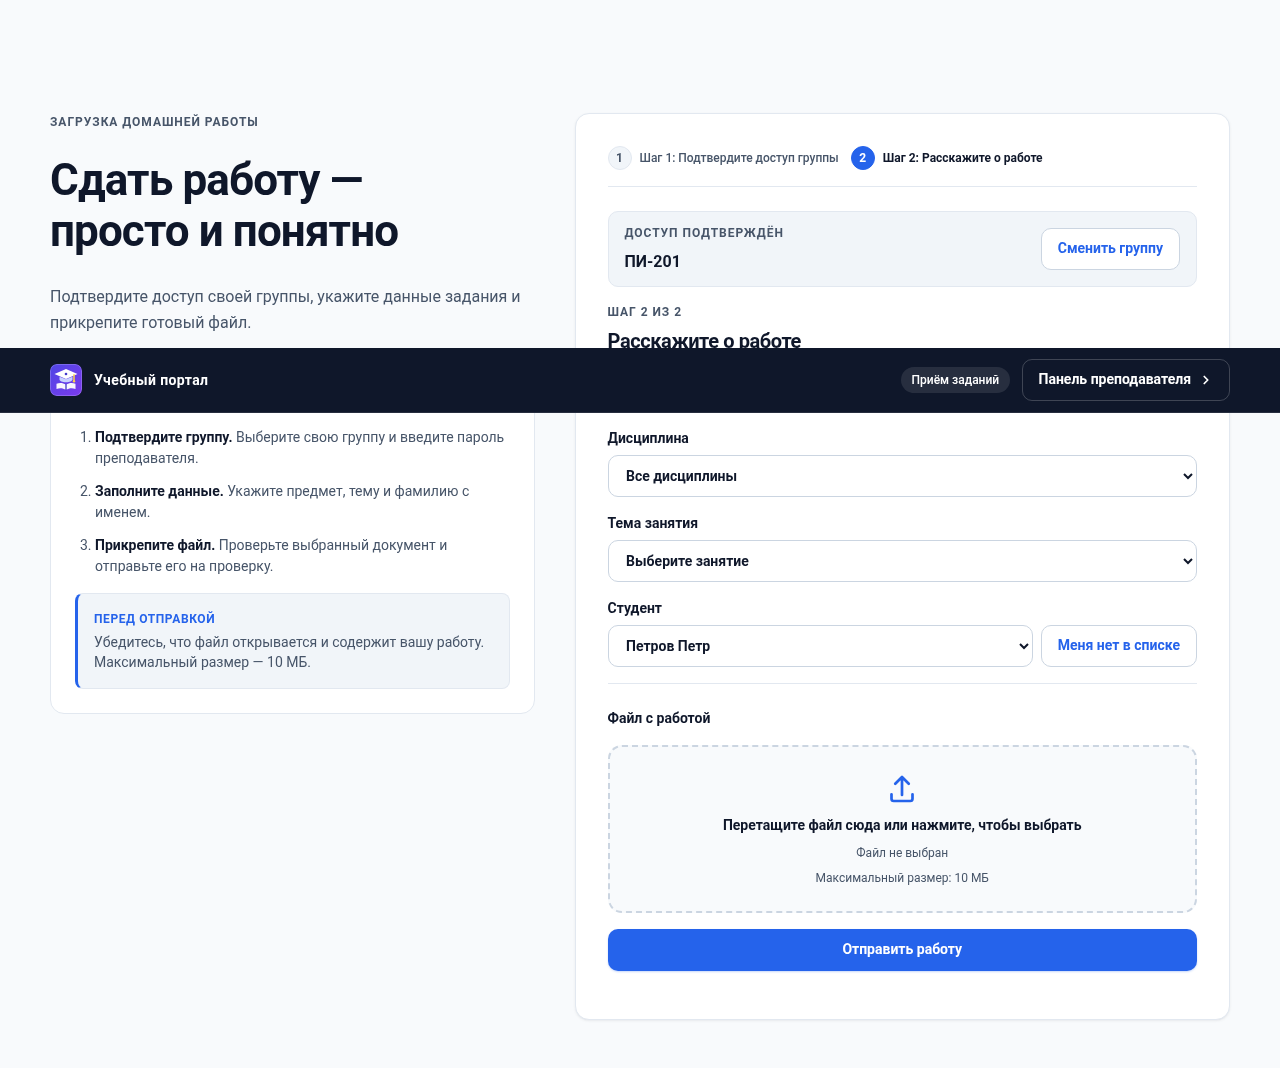 ЗАГРУЗКА ДОМАШНЕЙ РАБОТЫ
Сдать работу —
просто и понятно
Подтвердите доступ своей группы, укажите данные задания и
прикрепите готовый файл.
1 Шаг 1: Подтвердите доступ группы 2 Шаг 2: Расскажите о работе
ДОСТУП ПОДТВЕРЖДЁН
ПИ-201
Сменить группу
ШАГ 2 ИЗ 2
Расскажите о работе
Учебный портал
Приём заданий
Панель преподавателя
1. Подтвердите группу. Выберите свою группу и введите пароль
преподавателя.
2. Заполните данные. Укажите предмет, тему и фамилию с
именем.
3. Прикрепите файл. Проверьте выбранный документ и
отправьте его на проверку.
ПЕРЕД ОТПРАВКОЙ
Убедитесь, что файл открывается и содержит вашу работу.
Максимальный размер — 10 МБ.
Дисциплина
Все дисциплины
Тема занятия
Выберите занятие
Студент
Петров Петр
Меня нет в списке
Файл с работой
Перетащите файл сюда или нажмите, чтобы выбрать
Файл не выбран
Максимальный размер: 10 МБ
Отправить работу